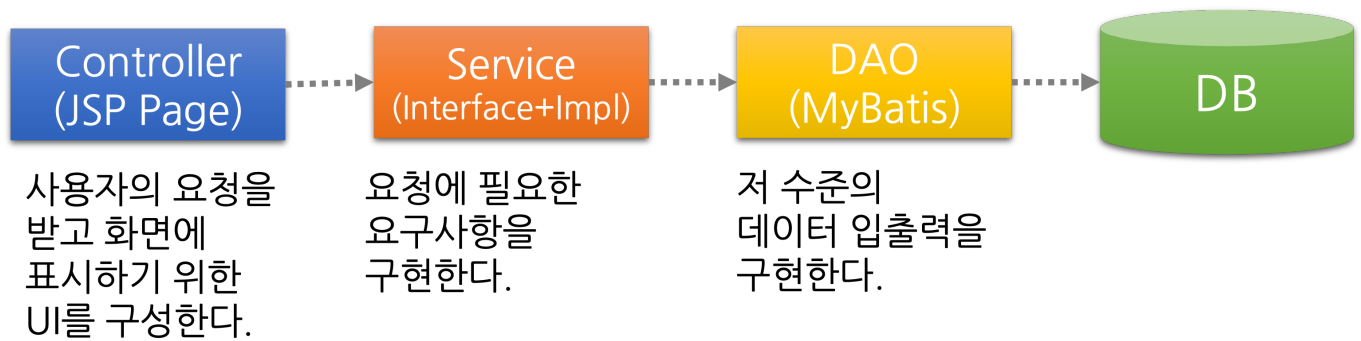 Controller
(JSP Page)
Service
(Interface+Impl)
DAO
(MyBatis)
DB
사용자의 요청을
받고 화면에
표시하기 위한
UI를 구성한다.
요청에 필요한
요구사항을
구현한다.
저 수준의
데이터 입출력을
구현한다.